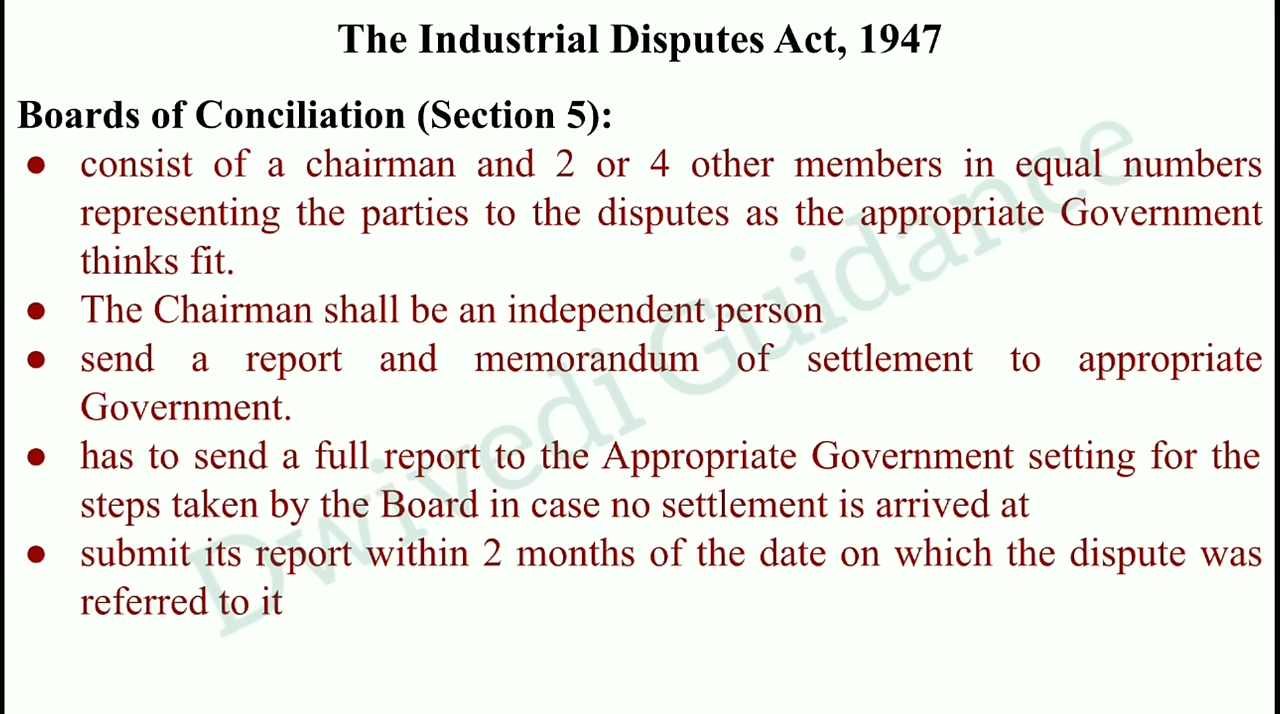 The Industrial Disputes Act, 1947
Boards of Conciliation (Section 5):
● consist of a chairman and 2 or 4 other members in equal numbers
representing the parties to the disputes as the appropriate Government
thinks fit.
● The Chairman shall be an independent person
● send a report and memorandum of settlement to appropriate
Government.
● has to send a full report to the Appropriate Government setting for the
steps taken by the Board in case no settlement is arrived at
● submit its report within 2 months of the date on which the dispute was
referred to it
Dwivedi Guidance